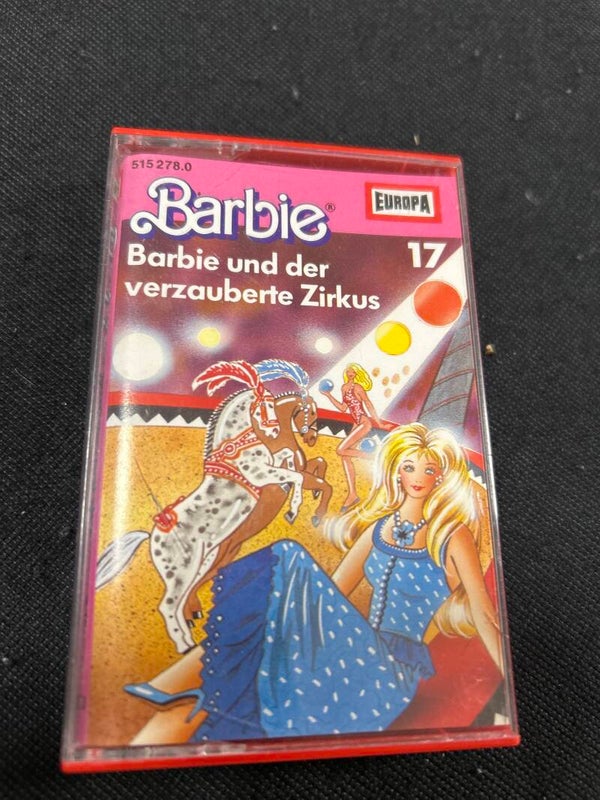 515 278.0
Barbie®
EUROPA
17
Barbie und der
verzauberte Zirkus